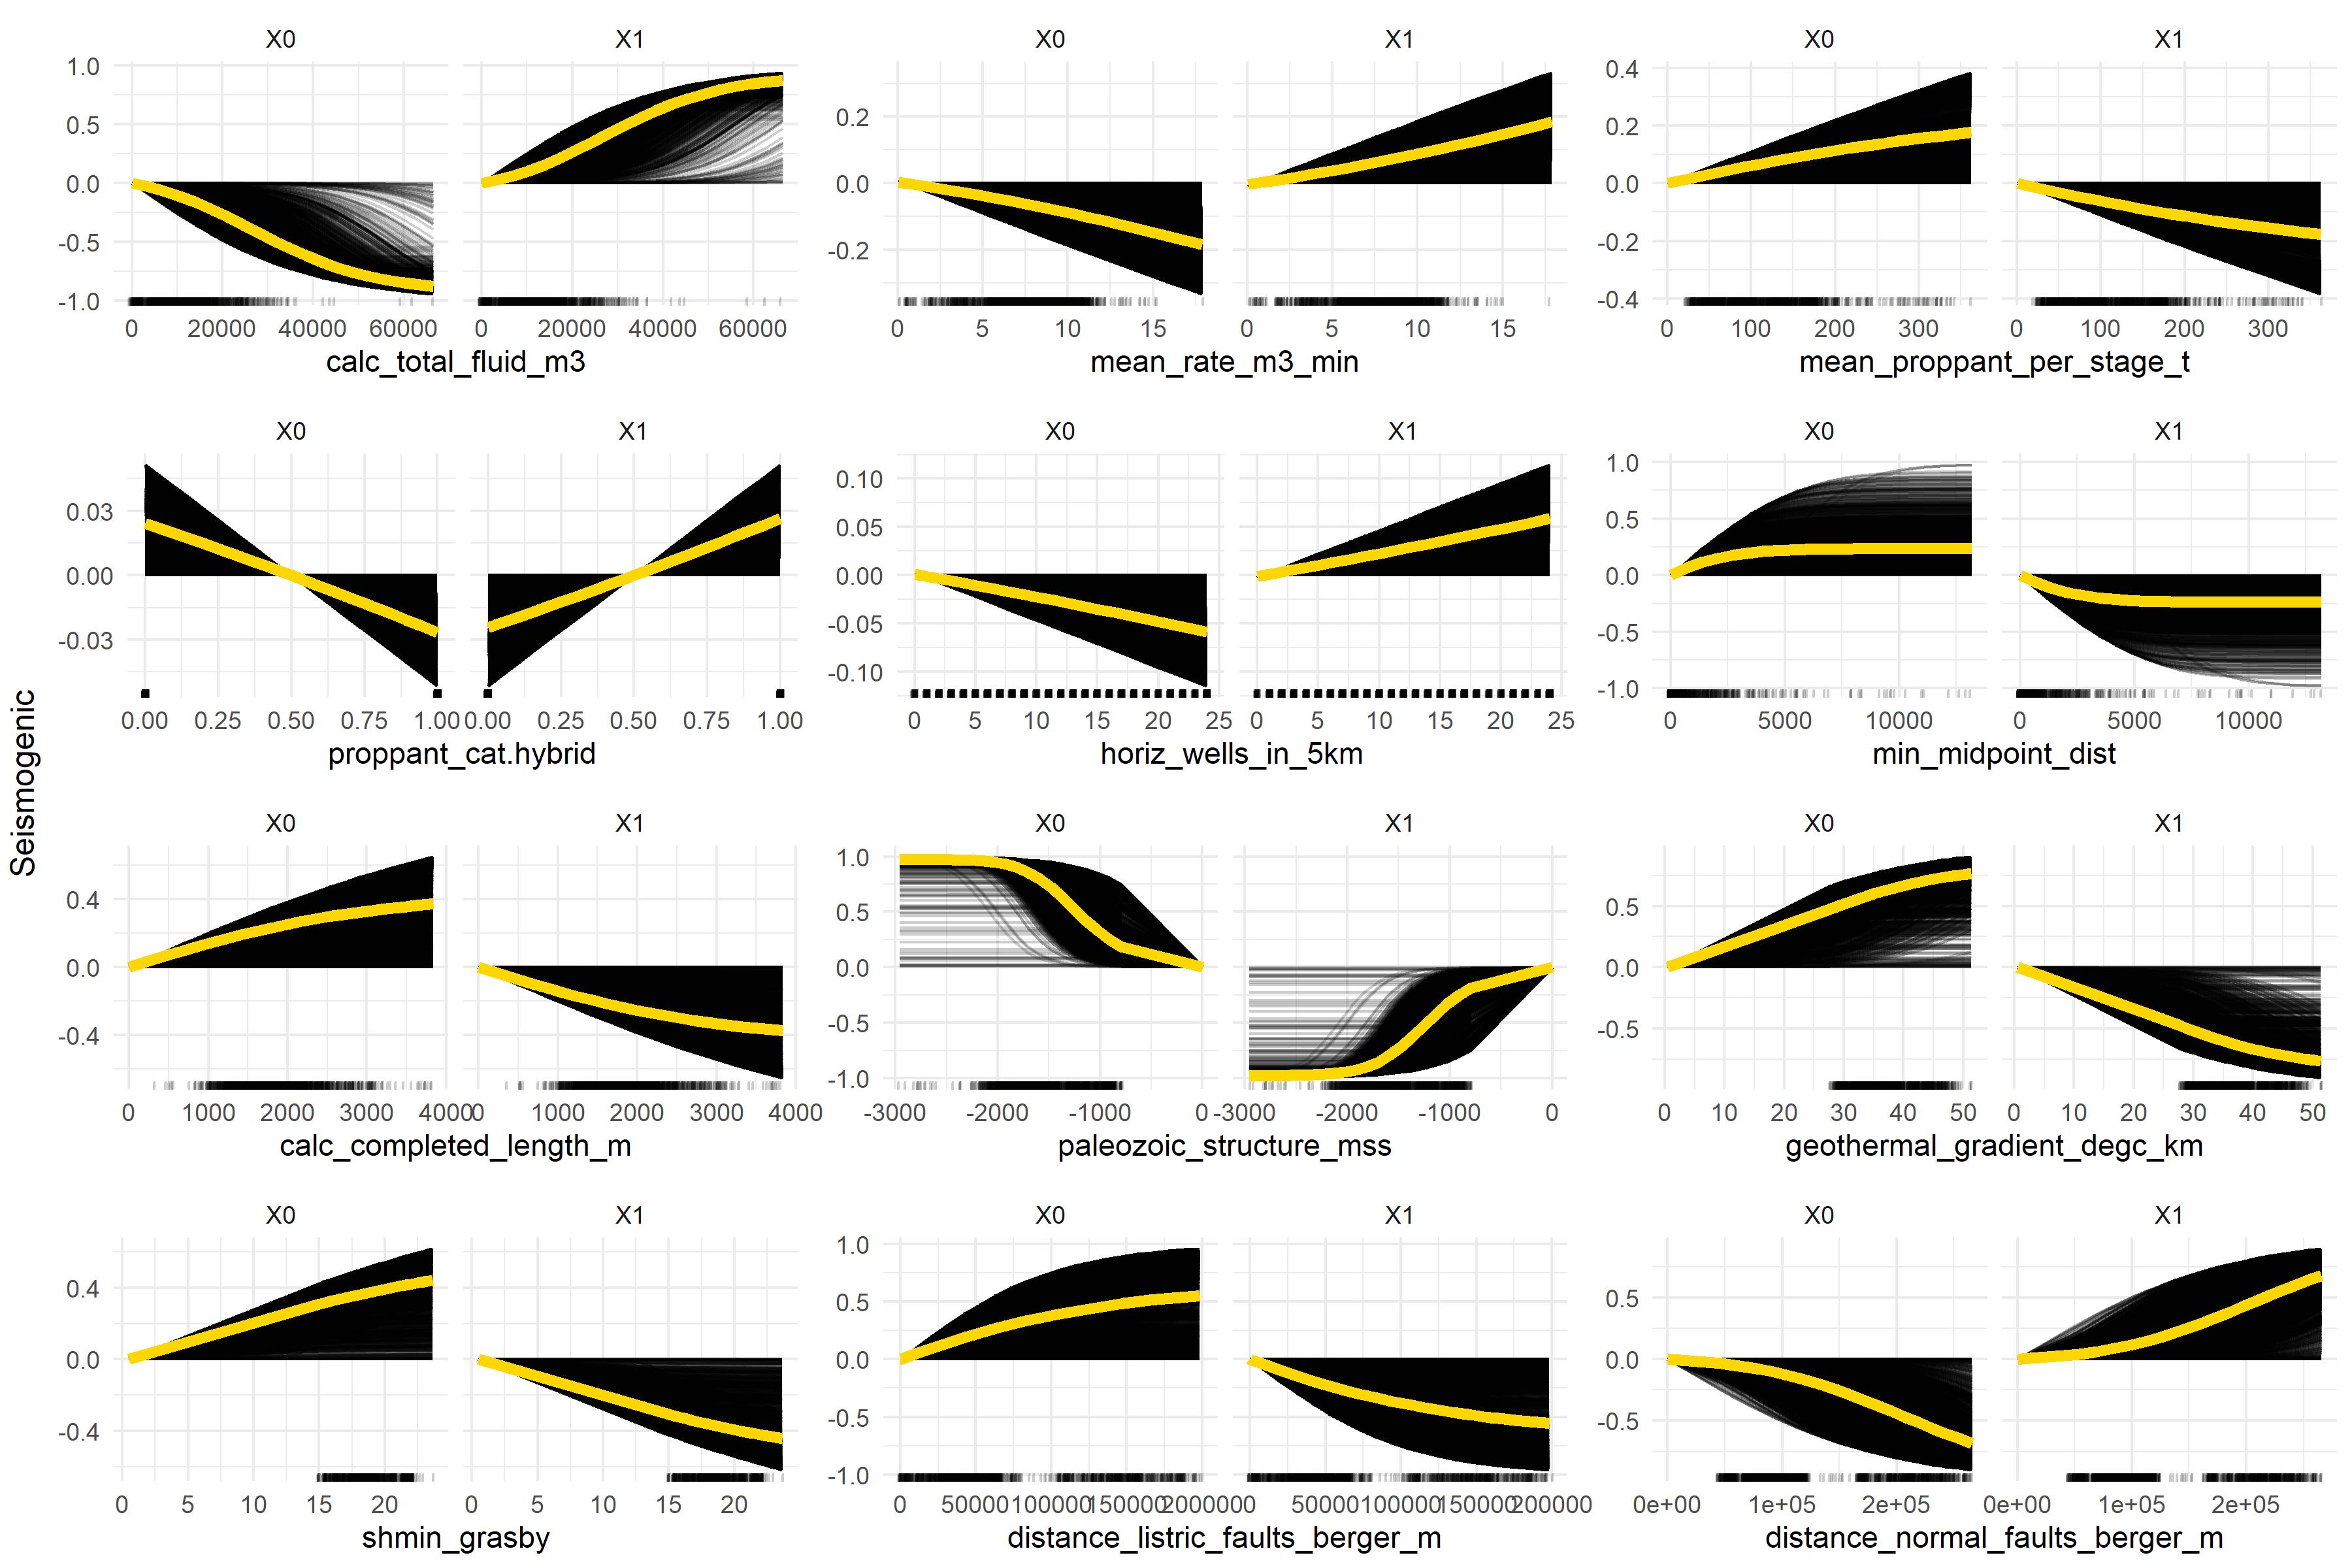 X0 X1 X0 X1 X0 X1
1.0 0.5 0.0 -0.5 -1.0
0.2 0.0 -0.2
0.4 0.2 0.0 -0.2 -0.4
0 20000 40000 60000 0 20000 40000 60000 0 5 10 15 0 5 10 15 0 100 200 300 0 100 200 300
calc_total_fluid_m3 mean_rate_m3_min mean_proppant_per_stage_t
X0 X1 X0 X1 X0 X1
0.03 0.00 -0.03
0.10 0.05 0.00 -0.05 -0.10
1.0 0.5 0.0 -0.5 -1.0
0.00 0.25 0.50 0.75 1.00 0.00 0.25 0.50 0.75 1.00 0 5 10 15 20 25 0 5 10 15 20 25 0 5000 10000 0 5000 10000
proppant_cat.hybrid horiz_wells_in_5km min_midpoint_dist
Seismogenic
X0 X1 X0 X1 X0 X1
0.4 0.0 -0.4
1.0 0.5 0.0 -0.5 -1.0
0.5 0.0 -0.5
0 1000 2000 3000 4000 0 1000 2000 3000 4000 -3000 -2000 -1000 0 -3000 -2000 -1000 0 0 10 20 30 40 50 0 10 20 30 40 50
calc_completed_length_m paleozoic_structure_mss geothermal_gradient_degc_km
X0 X1 X0 X1 X0 X1
0.4 0.0 -0.4
1.0 0.5 0.0 -0.5 -1.0
0.5 0.0 -0.5
0 5 10 15 20 0 5 10 15 20 0 50000 100000 150000 200000 0 50000 100000 150000 200000 0e+00 1e+05 2e+05 0e+00 1e+05 2e+05
shmin_grasby distance_listric_faults_berger_m distance_normal_faults_berger_m